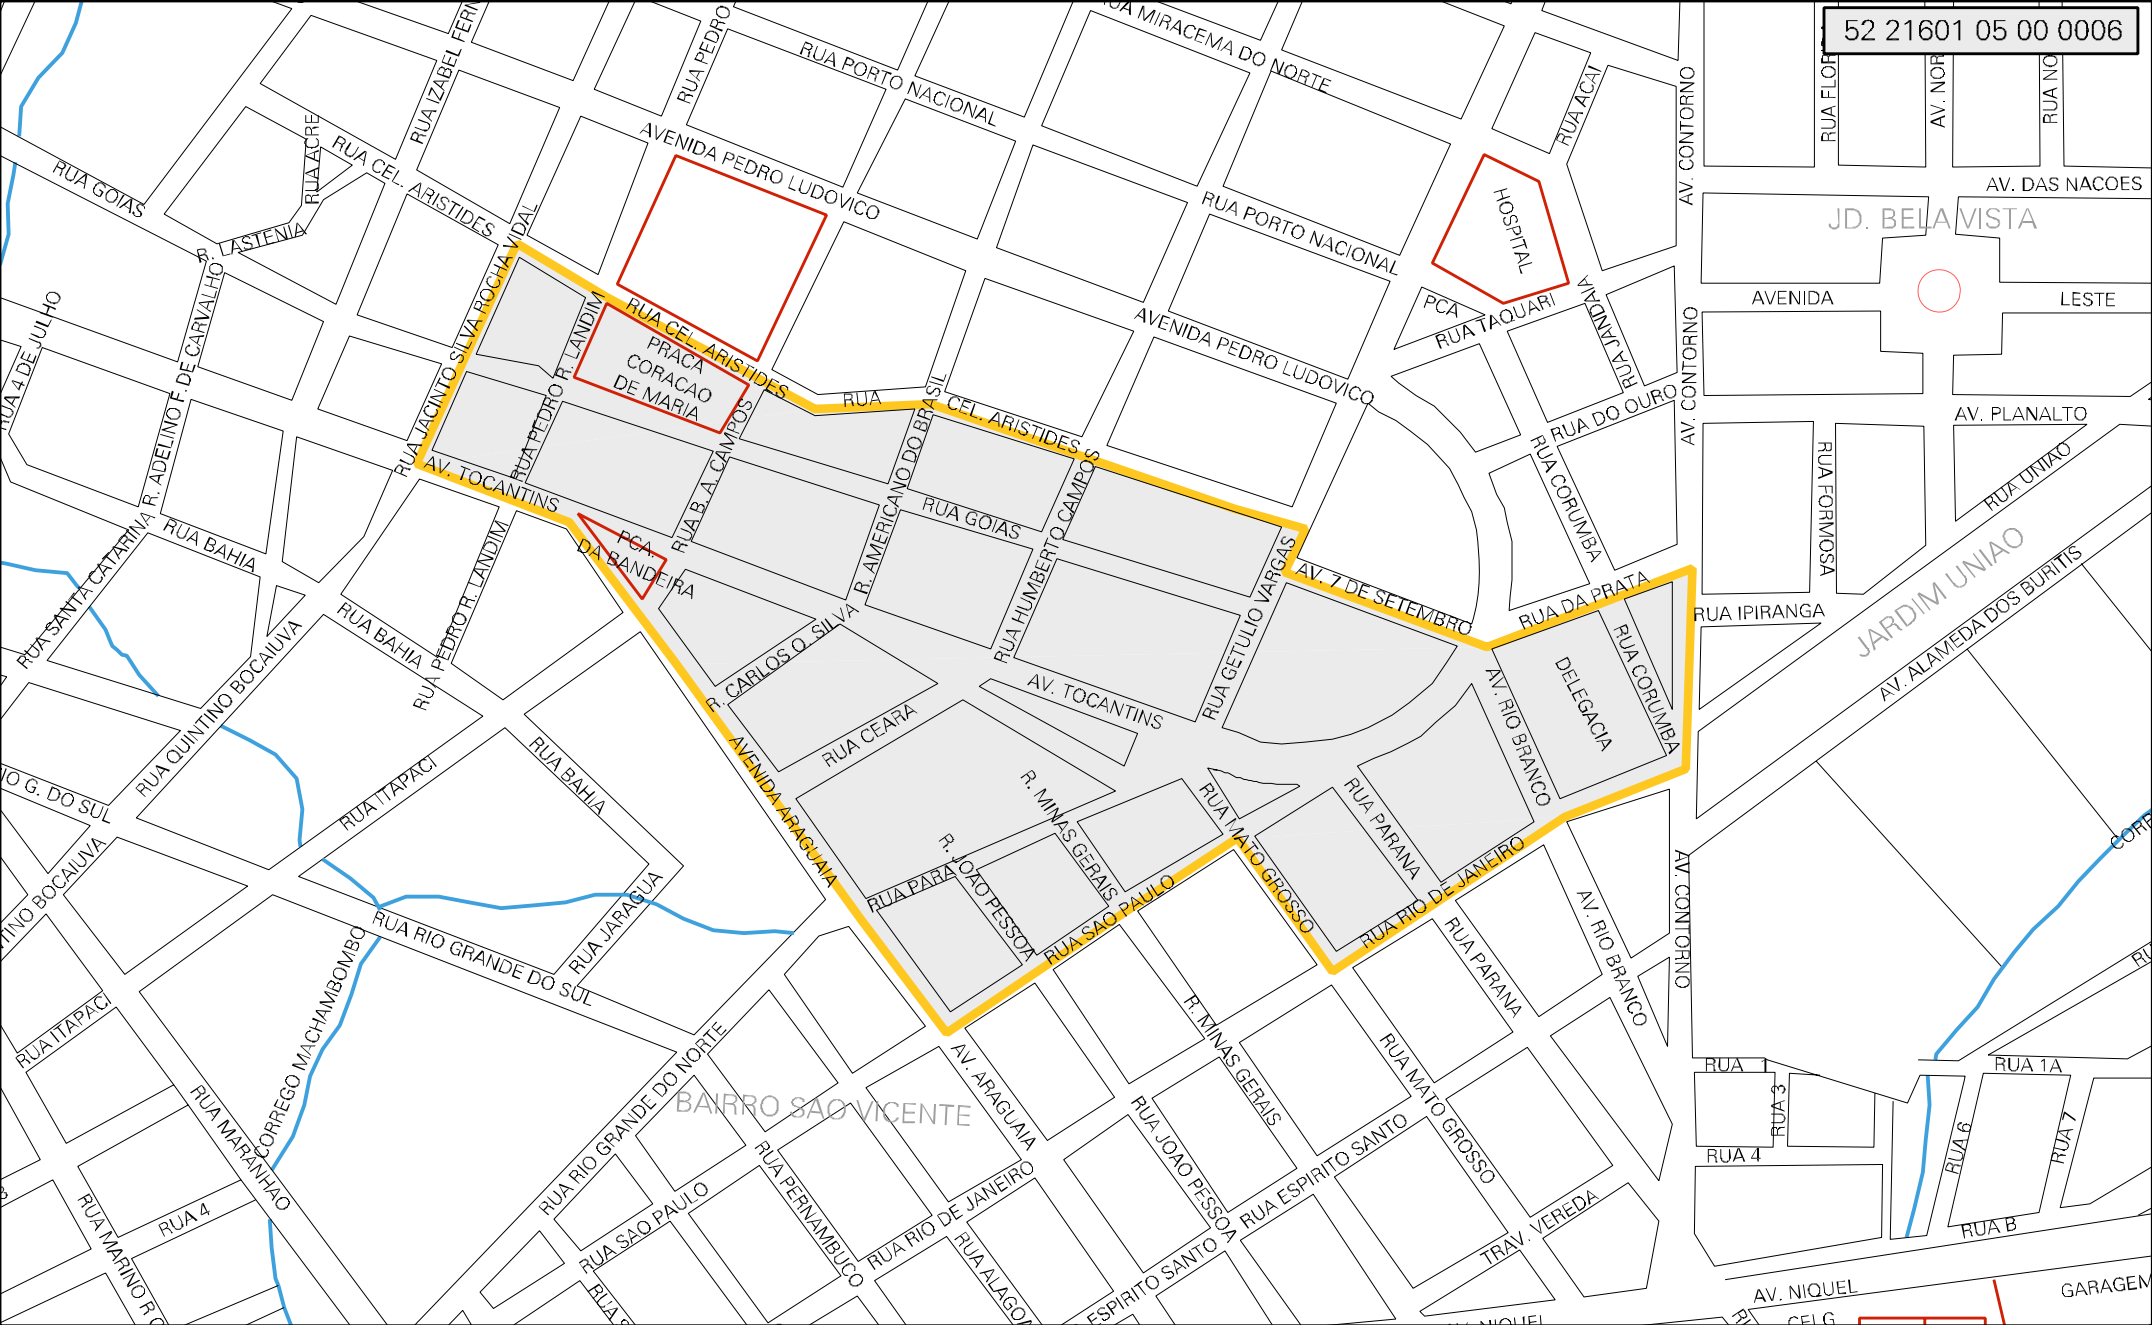 52 21601 05 00 0006
RUA MIRACEMA DO NORTE
RUA PORTO NACIONAL
AVENIDA PEDRO LUDOVICO
RUA PEDRO
RUA ACRE
RUA CEL. ARISTIDES
RUA GOIAS
R. LASTENIA
RUA ACAI
AV. CONTORNO
AV. DAS NACOES
JD. BELA VISTA
HOSPITAL
RUA PORTO NACIONAL
PCA
RUA TAQUARI
RUA JANDAIA
AVENIDA
LESTE
AV. CONTORNO
RUA 4 DE JULHO
R. ADELINO F. DE CARVALHO
RUA JACINTO SILVA ROCHA VIDAL
RUA PEDRO R. LANDIM
RUA CEL. ARISTIDES
PRACA
CORACAO
DE MARIA
AVENIDA PEDRO LUDOVICO
RUA
CEL. ARISTIDES
RUA DO OURO
AV. PLANALTO
RUA CORUMBA
RUA FORMOSA
RUA UNIAO
AV. TOCANTINS
RUA B. A. CAMPOS
R. AMERICANO DO BRASIL
RUA GOIAS
RUA HUMBERTO CAMPOS
RUA GETULIO VARGAS
PCA.
DA BANDEIRA
AV. 7 DE SETEMBRO
RUA DA PRATA
RUA IPIRANGA
JARDIM UNIAO
AV. ALAMEDA DOS BURITIS
RUA BAHIA
RUA SANTA CATARINA
RUA QUINTINO BOCAIUVA
RUA BAHIA
RUA PEDRO R. LANDIM
R. CARLOS O. SILVA
AV. TOCANTINS
RUA CEARA
AVENIDA ARAGUAIA
AV. RIO BRANCO
DELEGACIA
RUA CORUMBA
RUA ITAPACI
RUA BAHIA
R. MINAS GERAIS
RUA MATO GROSSO
RUA PARANA
RUA PARA
R. JOAO PESSOA
RUA SAO PAULO
RUA RIO DE JANEIRO
AV. CONTORNO
AV. RIO BRANCO
RUA PARANA
RUA JARAGUA
RUA RIO GRANDE DO SUL
CORREGO MACHAMBOMBO
RUA ITAPACI
RUA MARANHAO
RUA RIO GRANDE DO NORTE
BAIRRO SAO VICENTE
AV. ARAGUAIA
R. MINAS GERAIS
RUA MATO GROSSO
RUA JOAO PESSOA
RUA ESPIRITO SANTO
RUA 1
RUA 3
RUA 1A
RUA 4
RUA 6
RUA 7
RUA B
RUA 4
RUA SAO PAULO
RUA PERNAMBUCO
RUA RIO DE JANEIRO
ESPIRITO SANTO
TRAV. VEREDA
AV. NIQUEL
GARAGEM
CELG